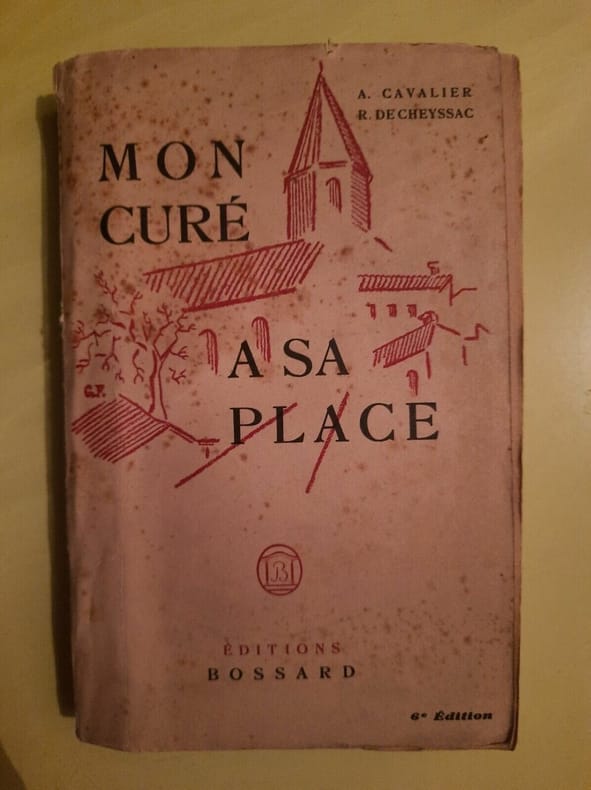 A. CAVALIER
R. DE CHEYSSAC
MON
CURÉ
A SA
PLACE
G.F.
B
ÉDITIONS
BOSSARD
6e Édition